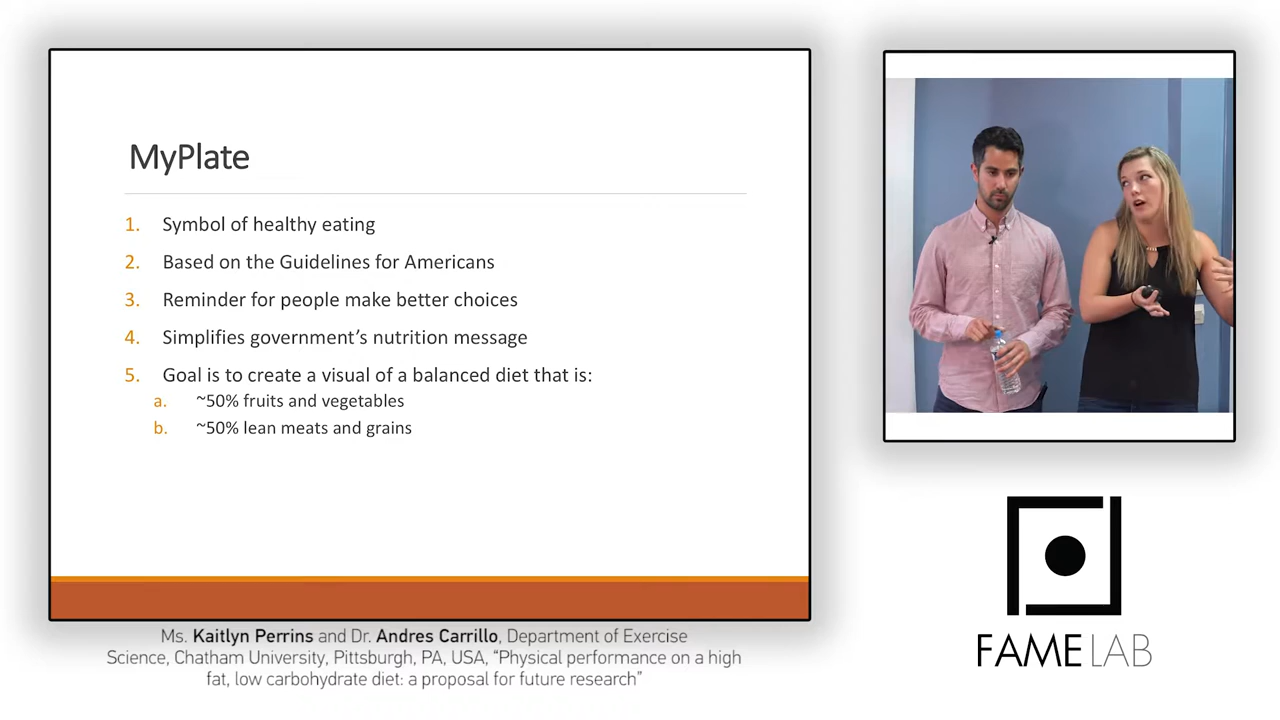 MyPlate
1. Symbol of healthy eating
2. Based on the Guidelines for Americans
3. Reminder for people make better choices
4. Simplifies government’s nutrition message
5. Goal is to create a visual of a balanced diet that is:
a. ~50% fruits and vegetables
b. ~50% lean meats and grains
Ms. Kaitlyn Perrins and Dr. Andres Carrillo, Department of Exercise
Science, Chatham University, Pittsburgh, PA, USA, “Physical performance on a high
fat, low carbohydrate diet: a proposal for future research”
FAME LAB